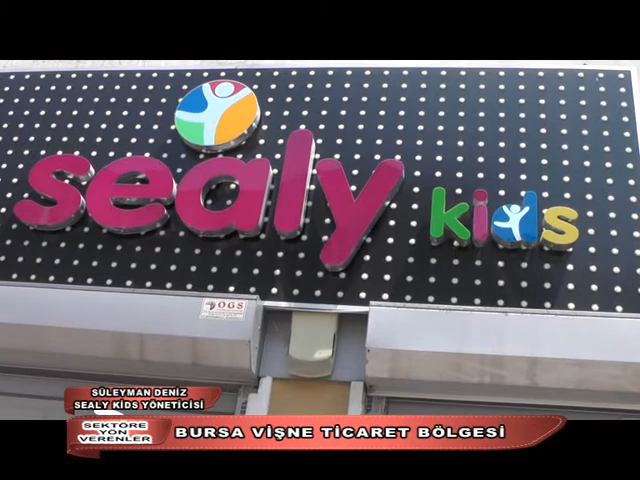 sealy kids
OGS
SÜLEYMAN DENİZ
SEALY KIDS YÖNETİCİSİ
SEKTÖRE
YÖN
VERENLER
BURSA VİŞNE TİCARET BÖLGESİ